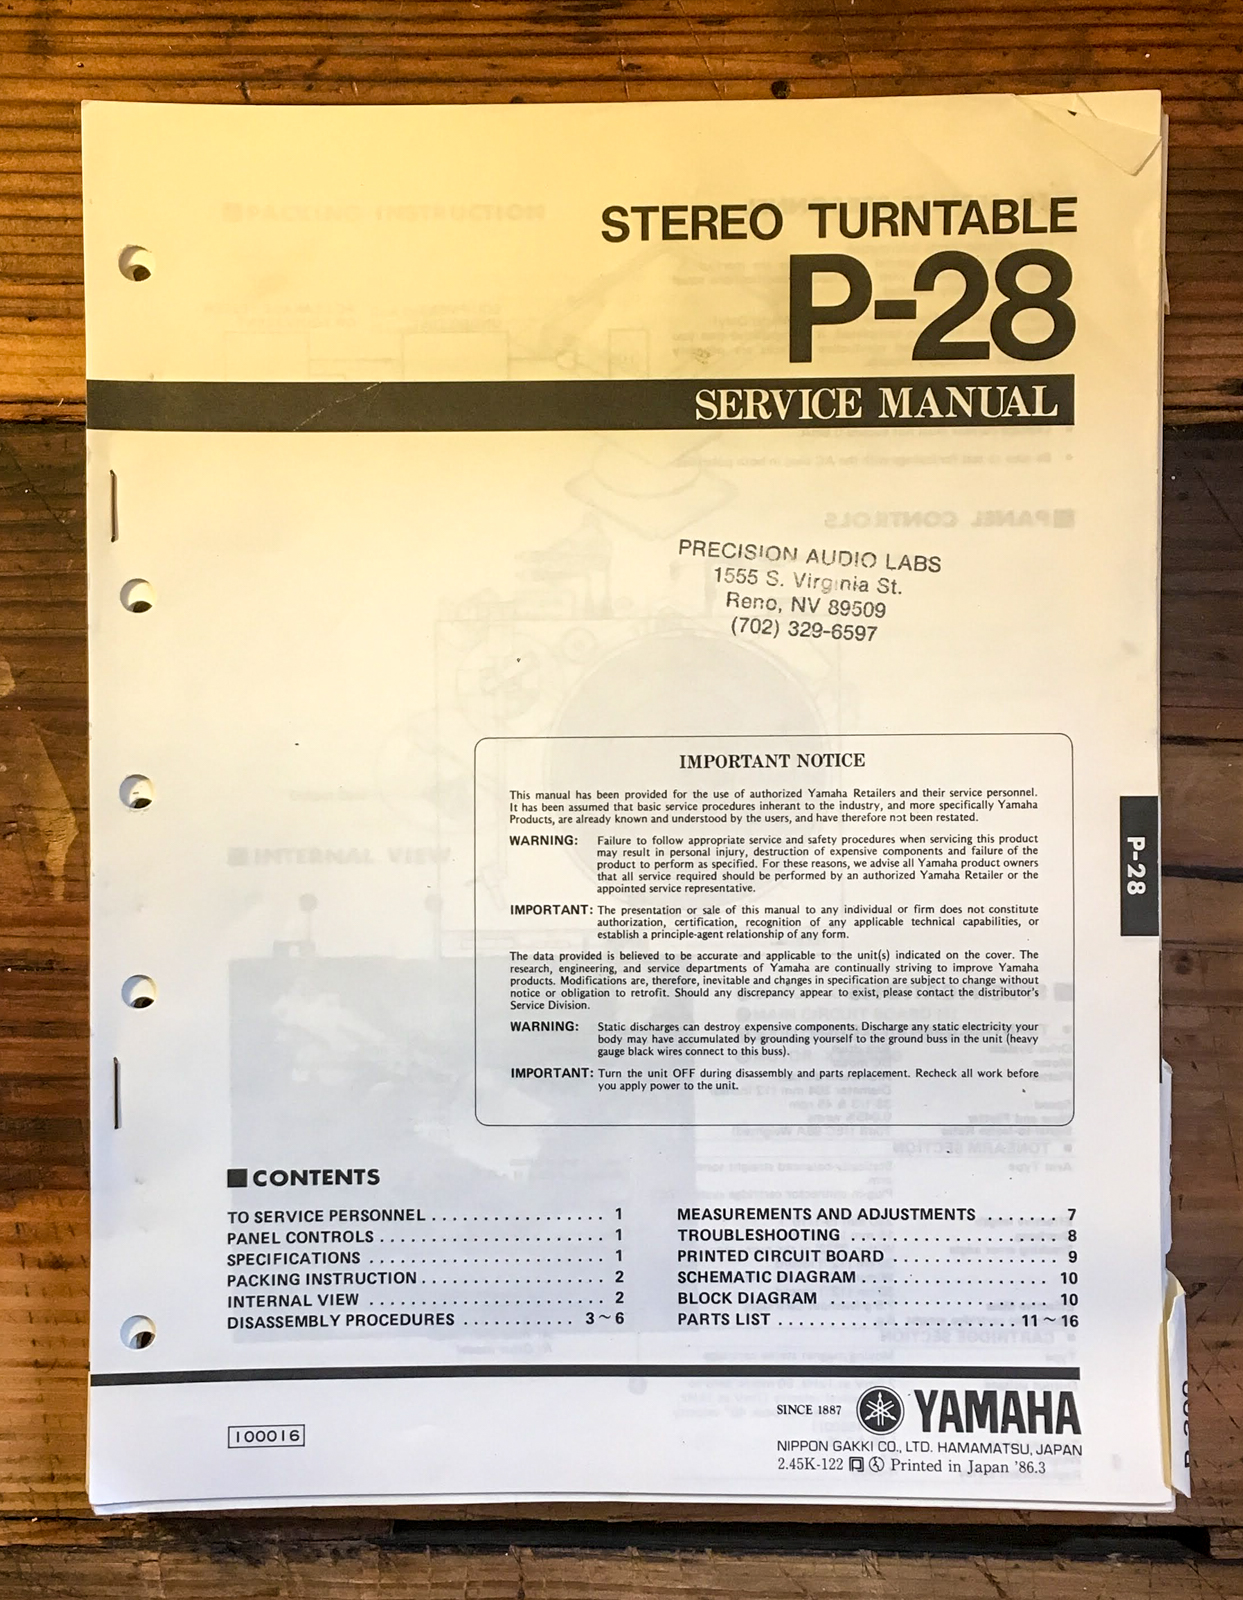 STEREO TURNTABLE
P-28
SERVICE MANUAL
PRECISION AUDIO LABS
1555 S. Virginia St.
Reno, NV 89509
(702) 329-6597
IMPORTANT NOTICE
This manual has been provided for the use of authorized Yamaha Retailers and their service personnel.
It has been assumed that basic service procedures inherant to the industry, and more specifically Yamaha
Products, are already known and understood by the users, and have therefore not been restated.
WARNING: Failure to follow appropriate service and safety procedures when servicing this product
may result in personal injury, destruction of expensive components and failure of the
product to perform as specified. For these reasons, we advise all Yamaha product owners
that all service required should be performed by an authorized Yamaha Retailer or the
appointed service representative.
IMPORTANT: The presentation or sale of this manual to any individual or firm does not constitute
authorization, certification, recognition of any applicable technical capabilities, or
establish a principle-agent relationship of any form.
The data provided is believed to be accurate and applicable to the unit(s) indicated on the cover. The
research, engineering, and service departments of Yamaha are continually striving to improve Yamaha
products. Modifications are, therefore, inevitable and changes in specification are subject to change without
notice or obligation to retrofit. Should any discrepancy appear to exist, please contact the distributor's
Service Division.
WARNING: Static discharges can destroy expensive components. Discharge any static electricity your
body may have accumulated by grounding yourself to the ground buss in the unit (heavy
gauge black wires connect to this buss).
IMPORTANT: Turn the unit OFF during disassembly and parts replacement. Recheck all work before
you apply power to the unit.
P-28
■ CONTENTS
TO SERVICE PERSONNEL ................. 1
PANEL CONTROLS ....................... 1
SPECIFICATIONS ........................ 1
PACKING INSTRUCTION ................... 2
INTERNAL VIEW ......................... 2
DISASSEMBLY PROCEDURES ........... 3~6
MEASUREMENTS AND ADJUSTMENTS ....... 7
TROUBLESHOOTING ..................... 8
PRINTED CIRCUIT BOARD ................ 9
SCHEMATIC DIAGRAM .................. 10
BLOCK DIAGRAM ...................... 10
PARTS LIST ........................ 11~16
100016
SINCE 1887 YAMAHA
NIPPON GAKKI CO., LTD. HAMAMATSU, JAPAN
2.45K-122 Printed in Japan '86.3